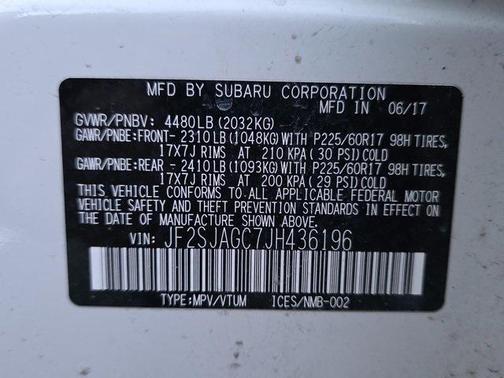 MFD BY SUBARU CORPORATION
MFD IN 06/17
GVWR/PNBV: 4480LB (2032KG)
GAWR/PNBE:FRONT- 2310LB (1048KG) WITH P225/60R17 98H TIRES,
17X7J RIMS AT 210 KPA (30 PSI) COLD
GAWR/PNBE:REAR - 2410LB (1093KG) WITH P225/60R17 98H TIRES,
17X7J RIMS AT 200 KPA (29 PSI) COLD
THIS VEHICLE CONFORMS TO ALL APPLICABLE FEDERAL MOTOR
VEHICLE SAFETY AND THEFT PREVENTION STANDARDS
IN EFFECT ON THE DATE OF MANUFACTURE SHOWN ABOVE.
VIN: JF2SJAGC7JH436196
TYPE:MPV/VTUM ICES/NMB-002